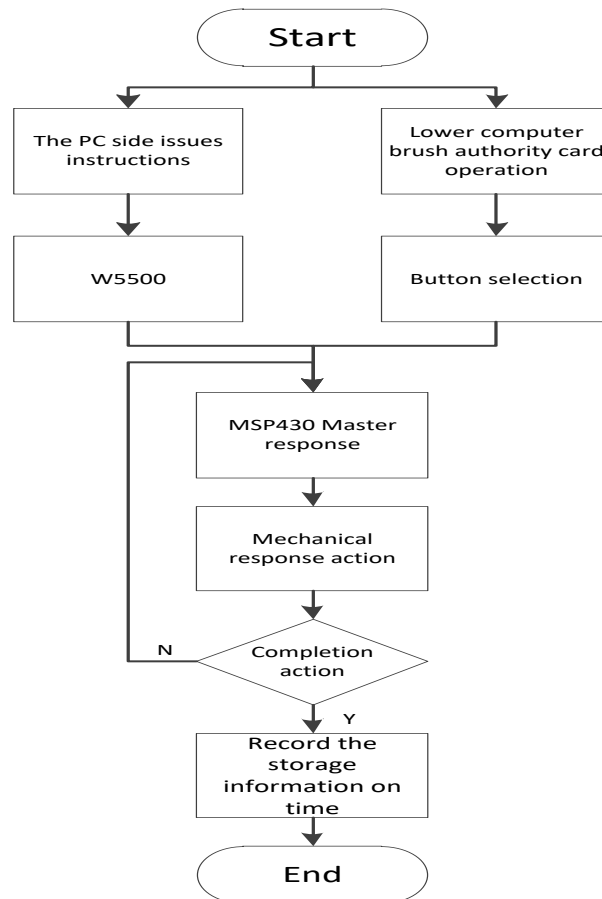 Start
The PC side issues
instructions
Lower computer
brush authority card
operation
W5500
Button selection
MSP430 Master
response
Mechanical
response action
Completion
action
N
Y
Record the
storage
information on
time
End